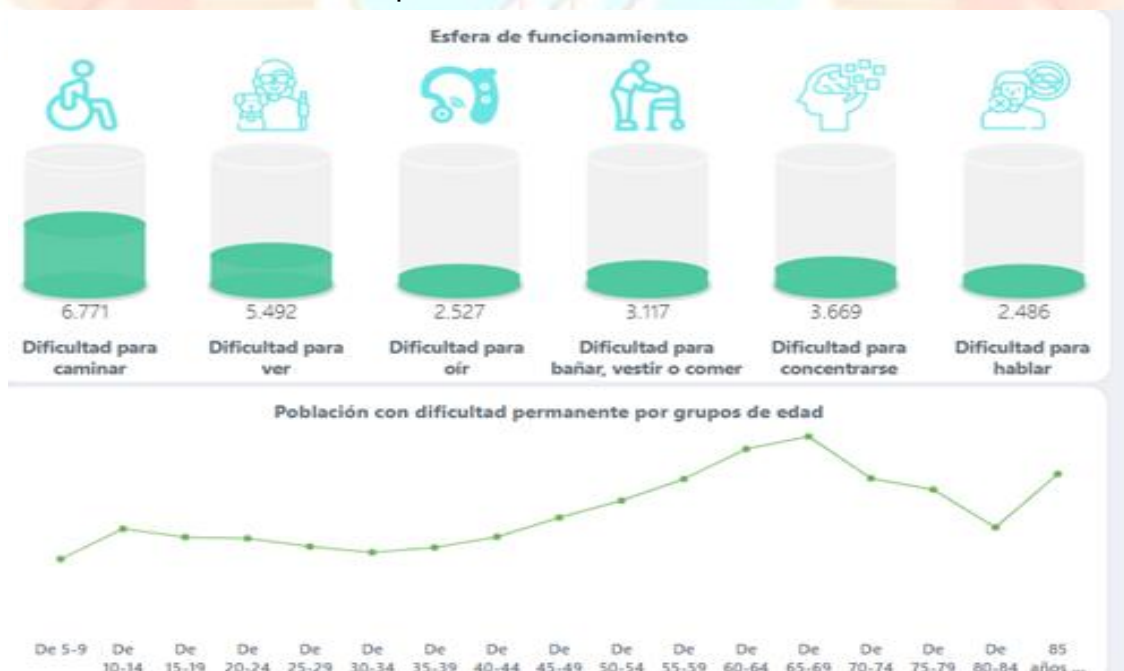 Esfera de funcionamiento
6.771
5.492
2.527
3.117
3.669
2.486
Dificultad para caminar
Dificultad para ver
Dificultad para oír
Dificultad para bañar, vestir o comer
Dificultad para concentrarse
Dificultad para hablar
Población con dificultad permanente por grupos de edad
De 5-9
De 10-14
De 15-19
De 20-24
De 25-29
De 30-34
De 35-39
De 40-44
De 45-49
De 50-54
De 55-59
De 60-64
De 65-69
De 70-74
De 75-79
De 80-84
85 años ...